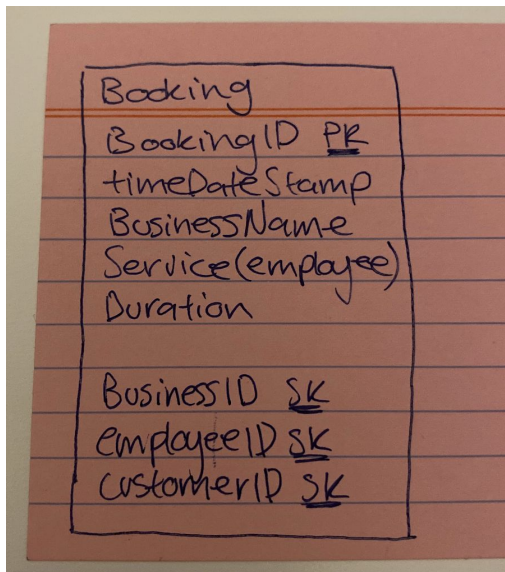 Booking
BookingID PK
timeDateStamp
BusinessName
Service(employee)
Duration
BusinessID SK
employeeID SK
customerID SK